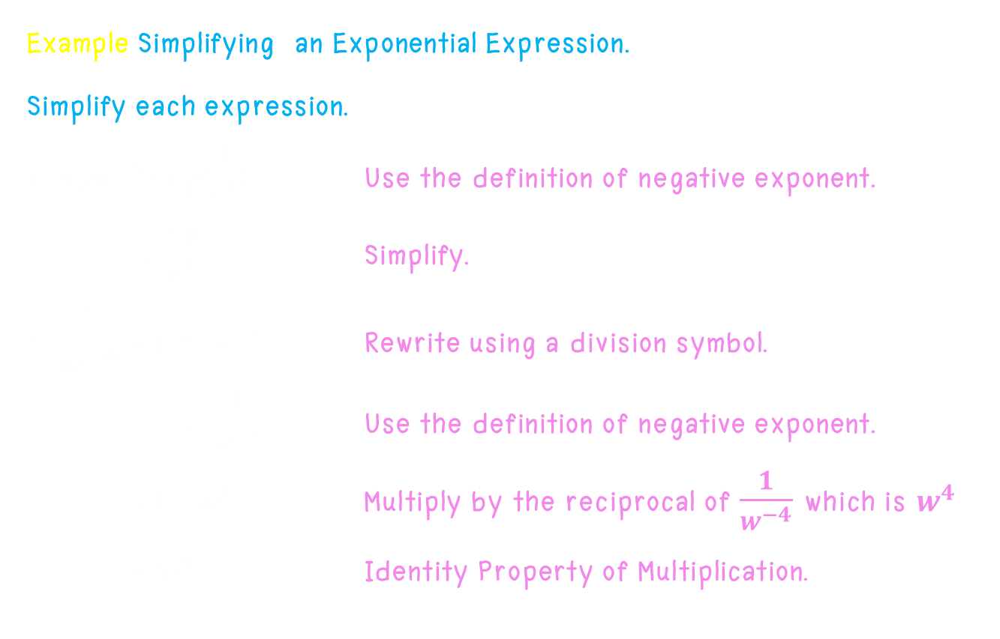 Example Simplifying an Exponential Expression.
Simplify each expression.
Use the definition of negative exponent.
Simplify.
Rewrite using a division symbol.
Use the definition of negative exponent.
Multiply by the reciprocal of 1/w⁻⁴ which is w⁴
Identity Property of Multiplication.